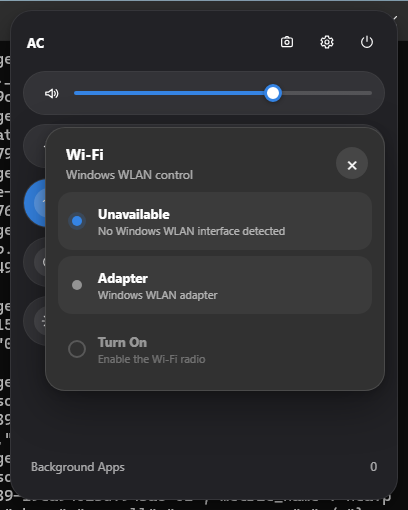 AC
Wi-Fi
Windows WLAN control
Unavailable
No Windows WLAN interface detected
Adapter
Windows WLAN adapter
Turn On
Enable the Wi-Fi radio
Background Apps
0